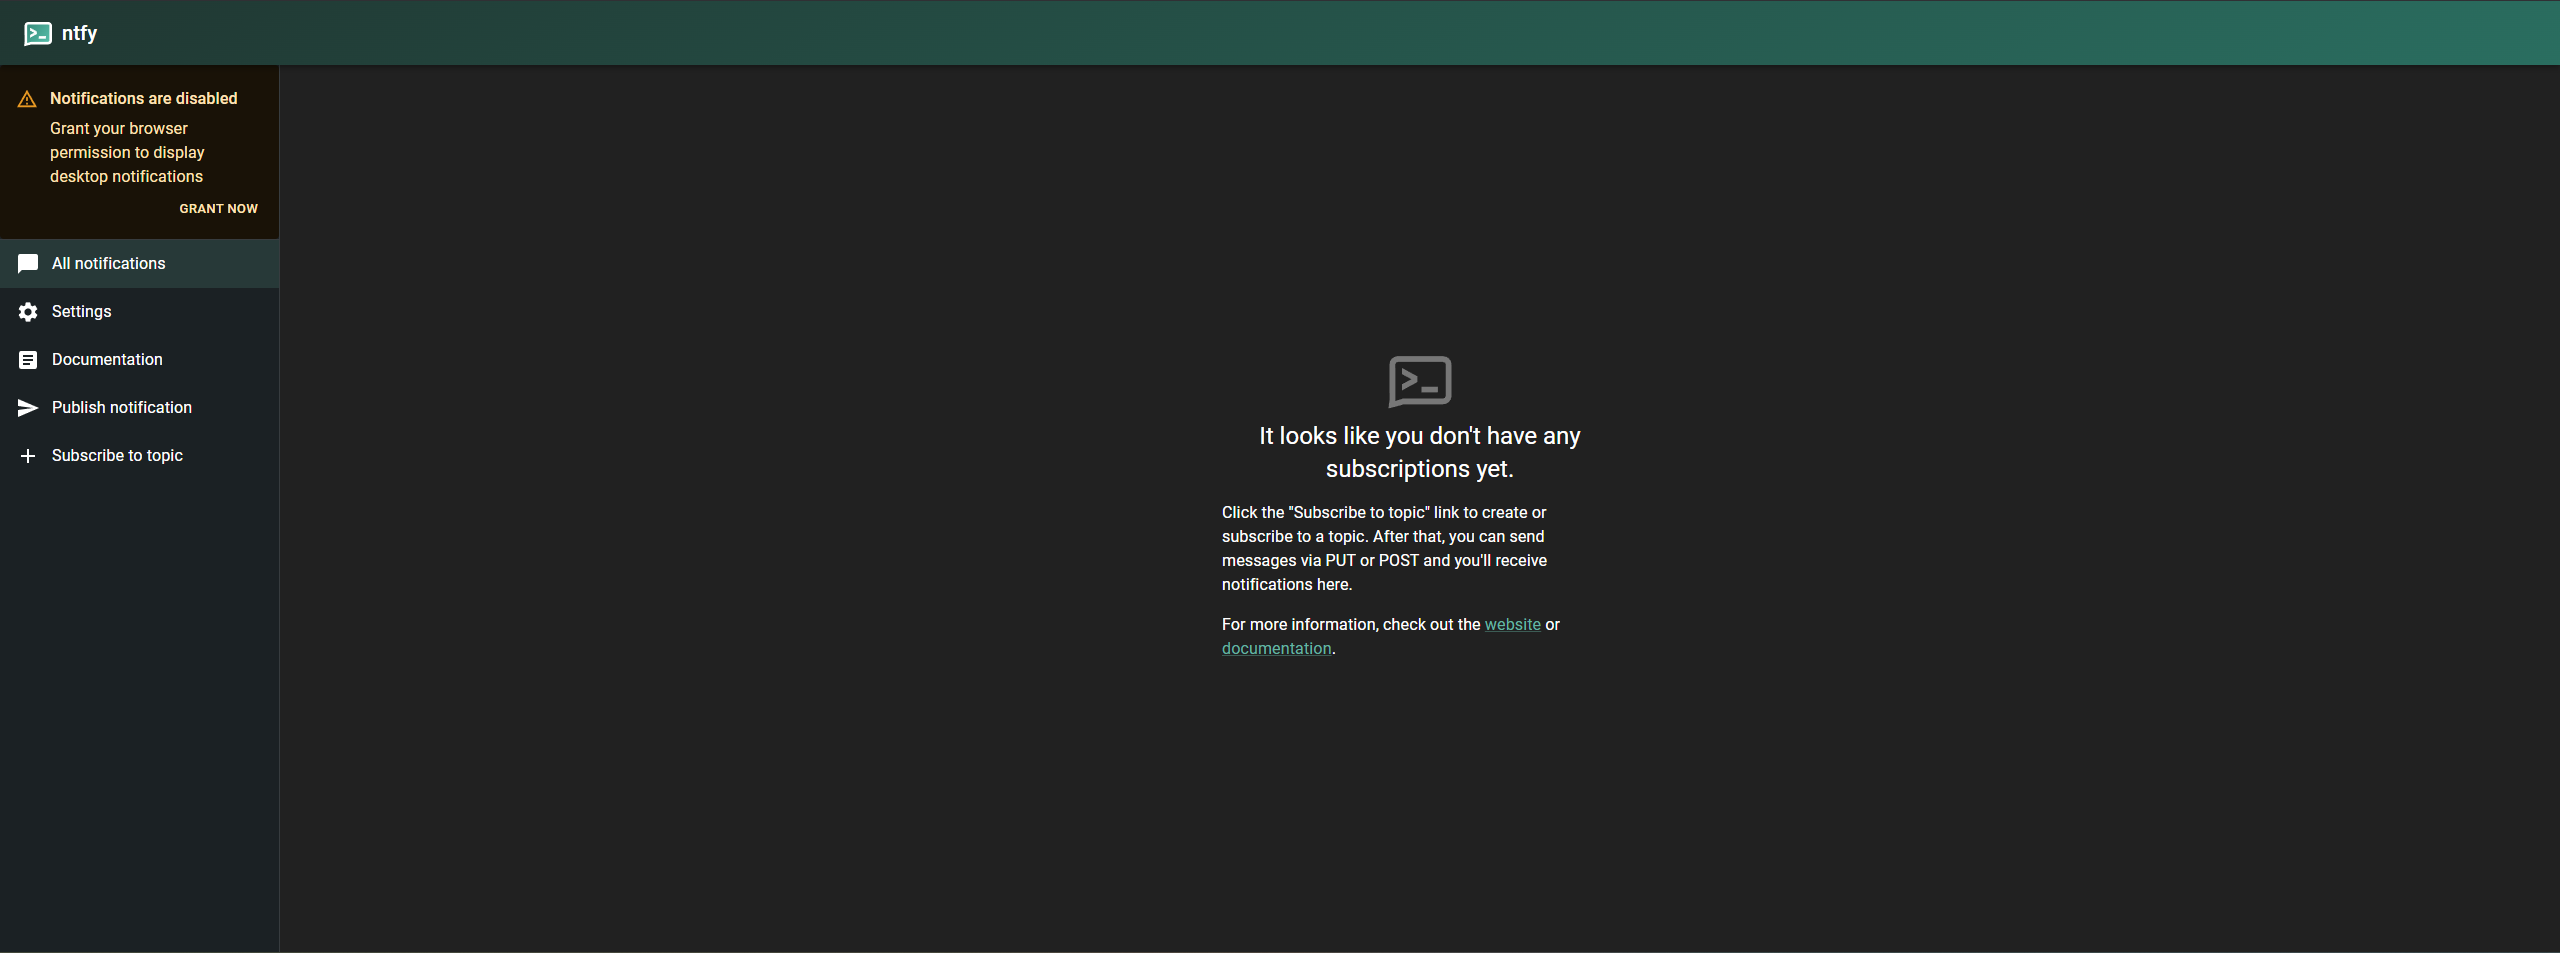 ntfy
Notifications are disabled
Grant your browser
permission to display
desktop notifications
GRANT NOW
All notifications
Settings
Documentation
Publish notification
Subscribe to topic
It looks like you don't have any
subscriptions yet.
Click the "Subscribe to topic" link to create or
subscribe to a topic. After that, you can send
messages via PUT or POST and you'll receive
notifications here.
For more information, check out the website or
documentation.